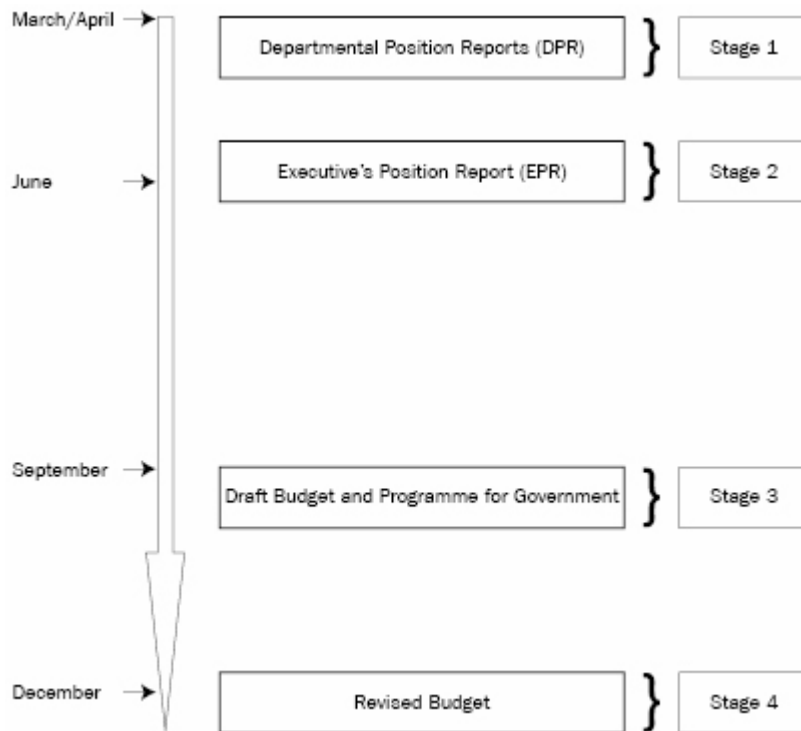 March/April
Departmental Position Reports (DPR) } Stage 1
June
Executive's Position Report (EPR) } Stage 2
September
Draft Budget and Programme for Government } Stage 3
December
Revised Budget } Stage 4